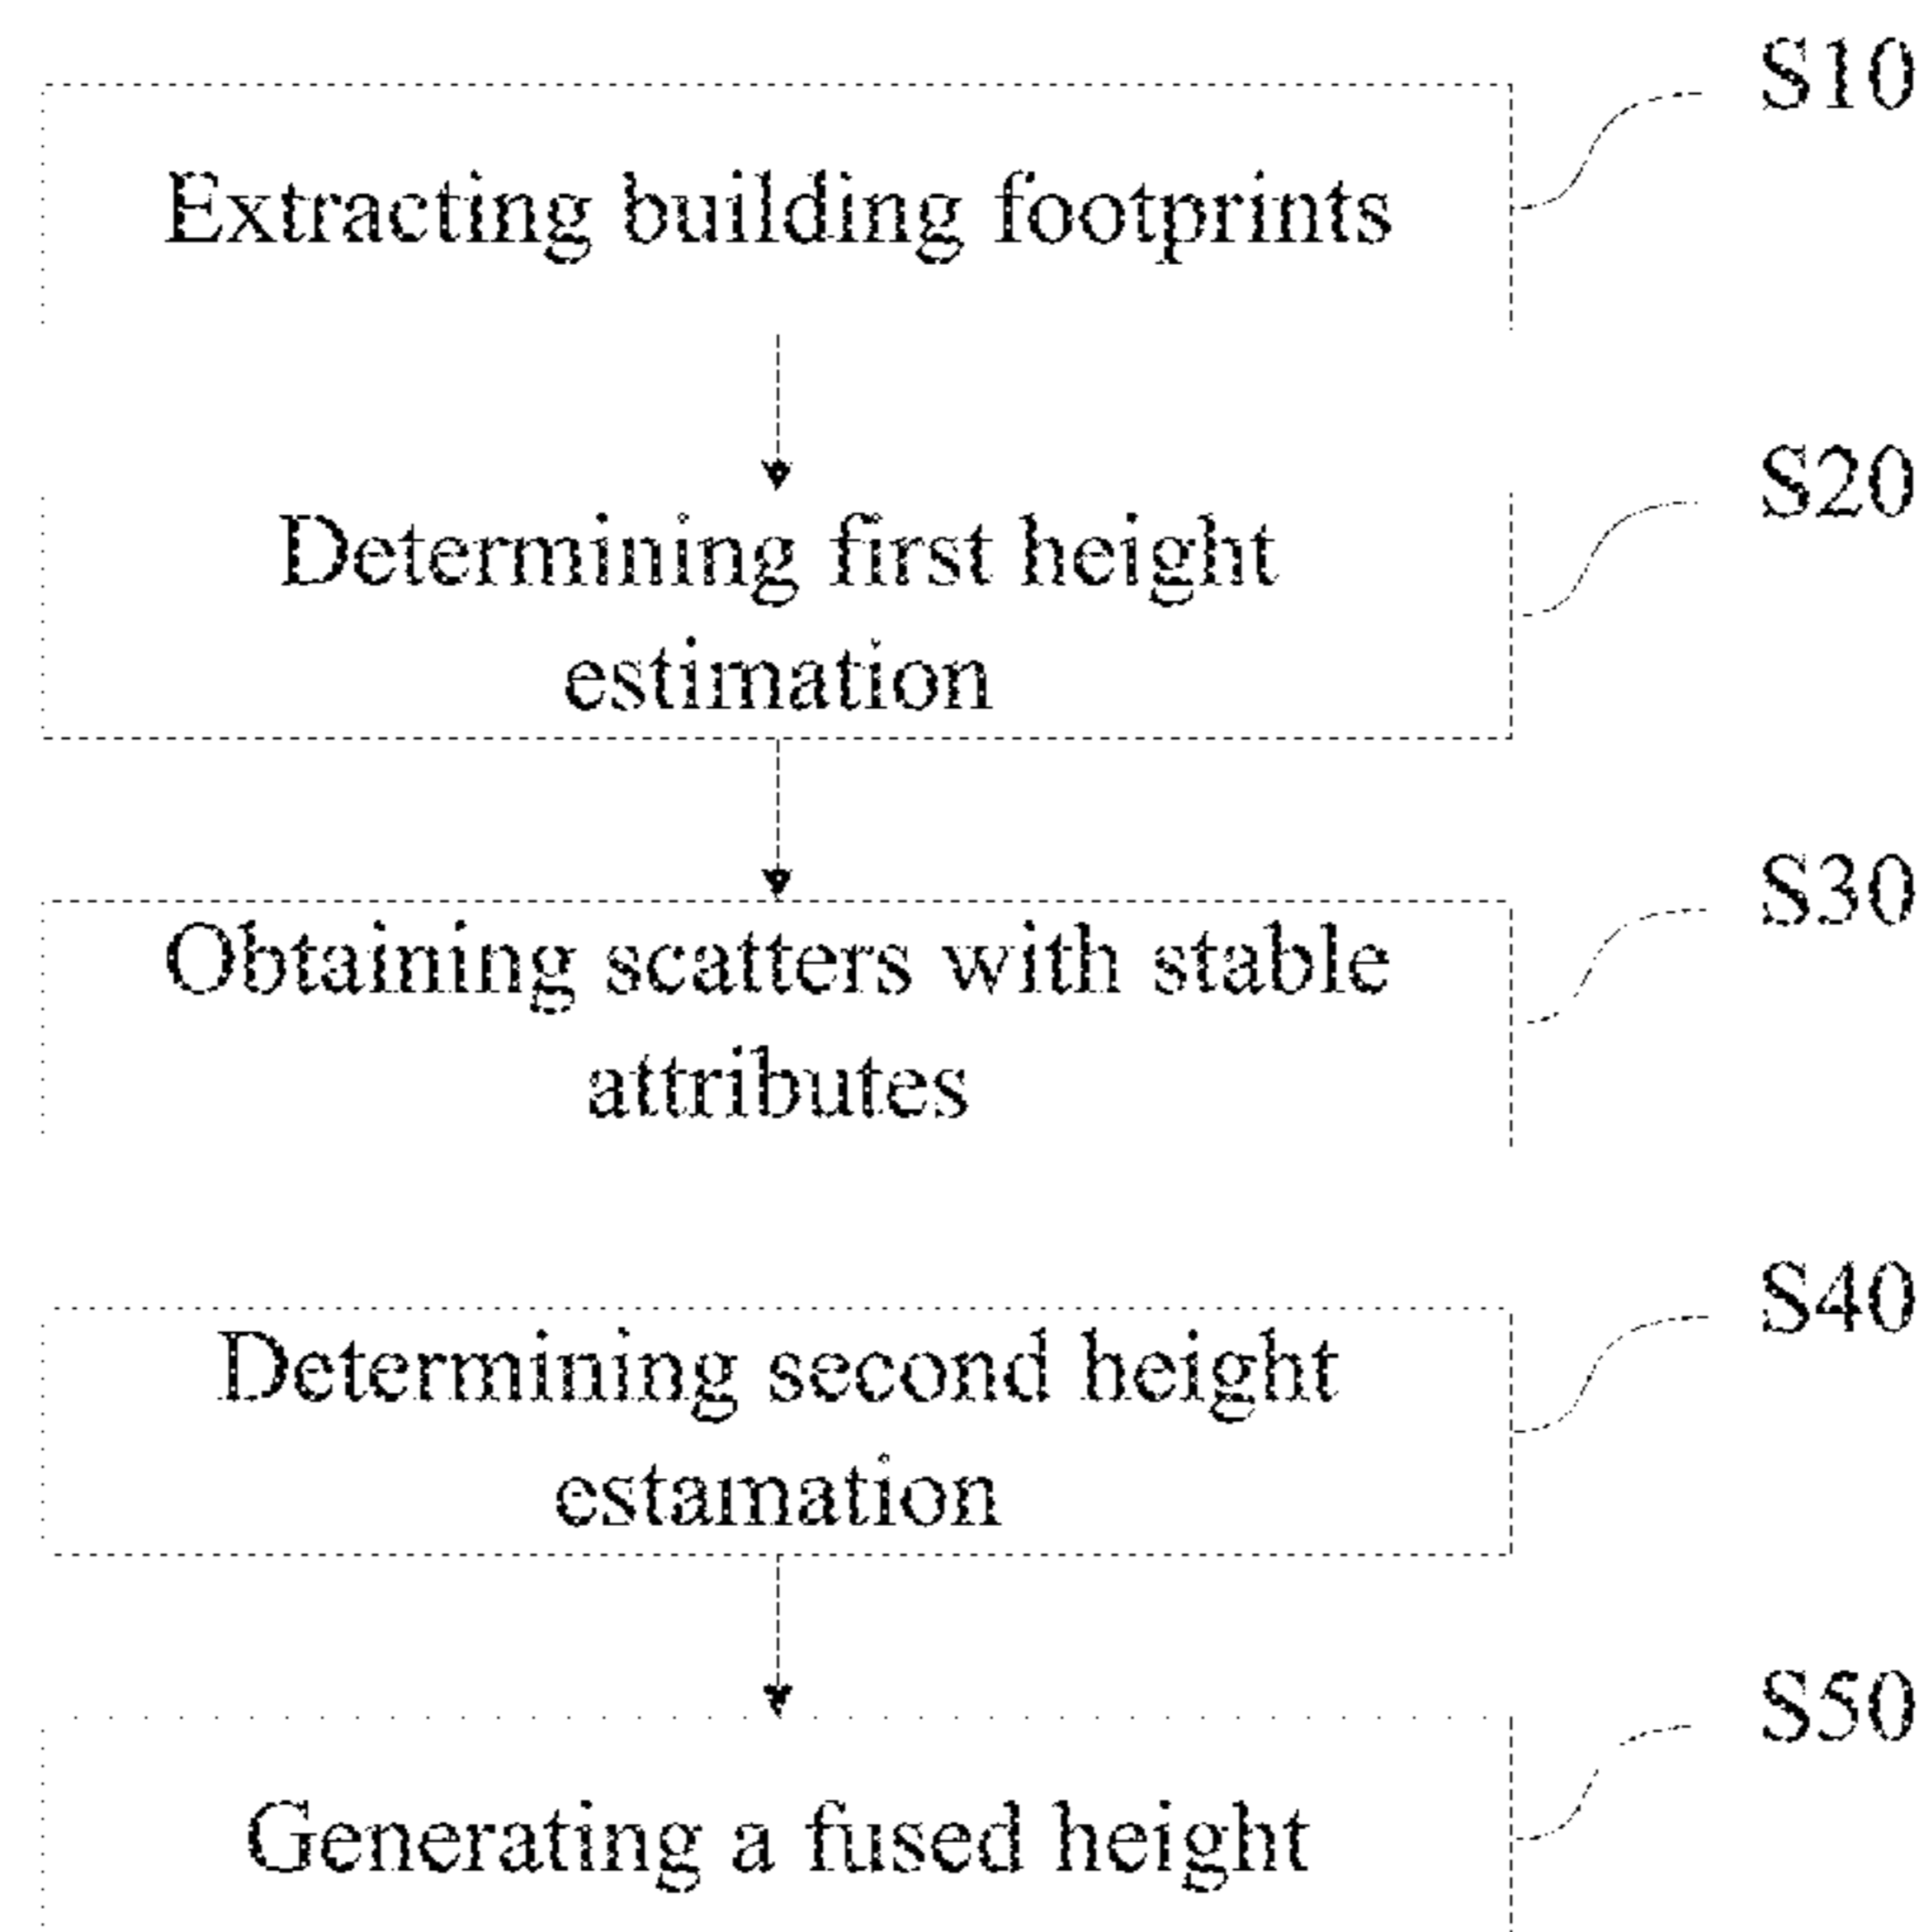 S10
Extracting building footprints
S20
Determining first height
estimation
S30
Obtaining scatters with stable
attributes
S40
Determining second height
estamation
S50
Generating a fused height